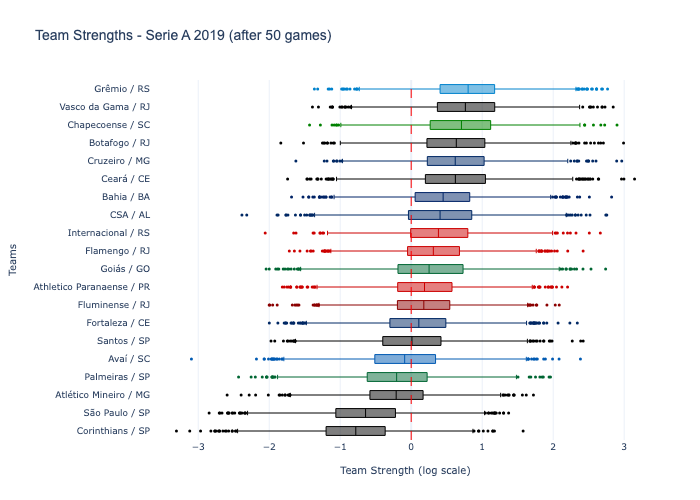 Team Strengths - Serie A 2019 (after 50 games)
Grêmio / RS
Vasco da Gama / RJ
Chapecoense / SC
Botafogo / RJ
Cruzeiro / MG
Ceará / CE
Bahia / BA
CSA / AL
Internacional / RS
Flamengo / RJ
Goiás / GO
Athletico Paranaense / PR
Fluminense / RJ
Fortaleza / CE
Santos / SP
Avaí / SC
Palmeiras / SP
Atlético Mineiro / MG
São Paulo / SP
Corinthians / SP
Teams
−3 −2 −1 0 1 2 3
Team Strength (log scale)